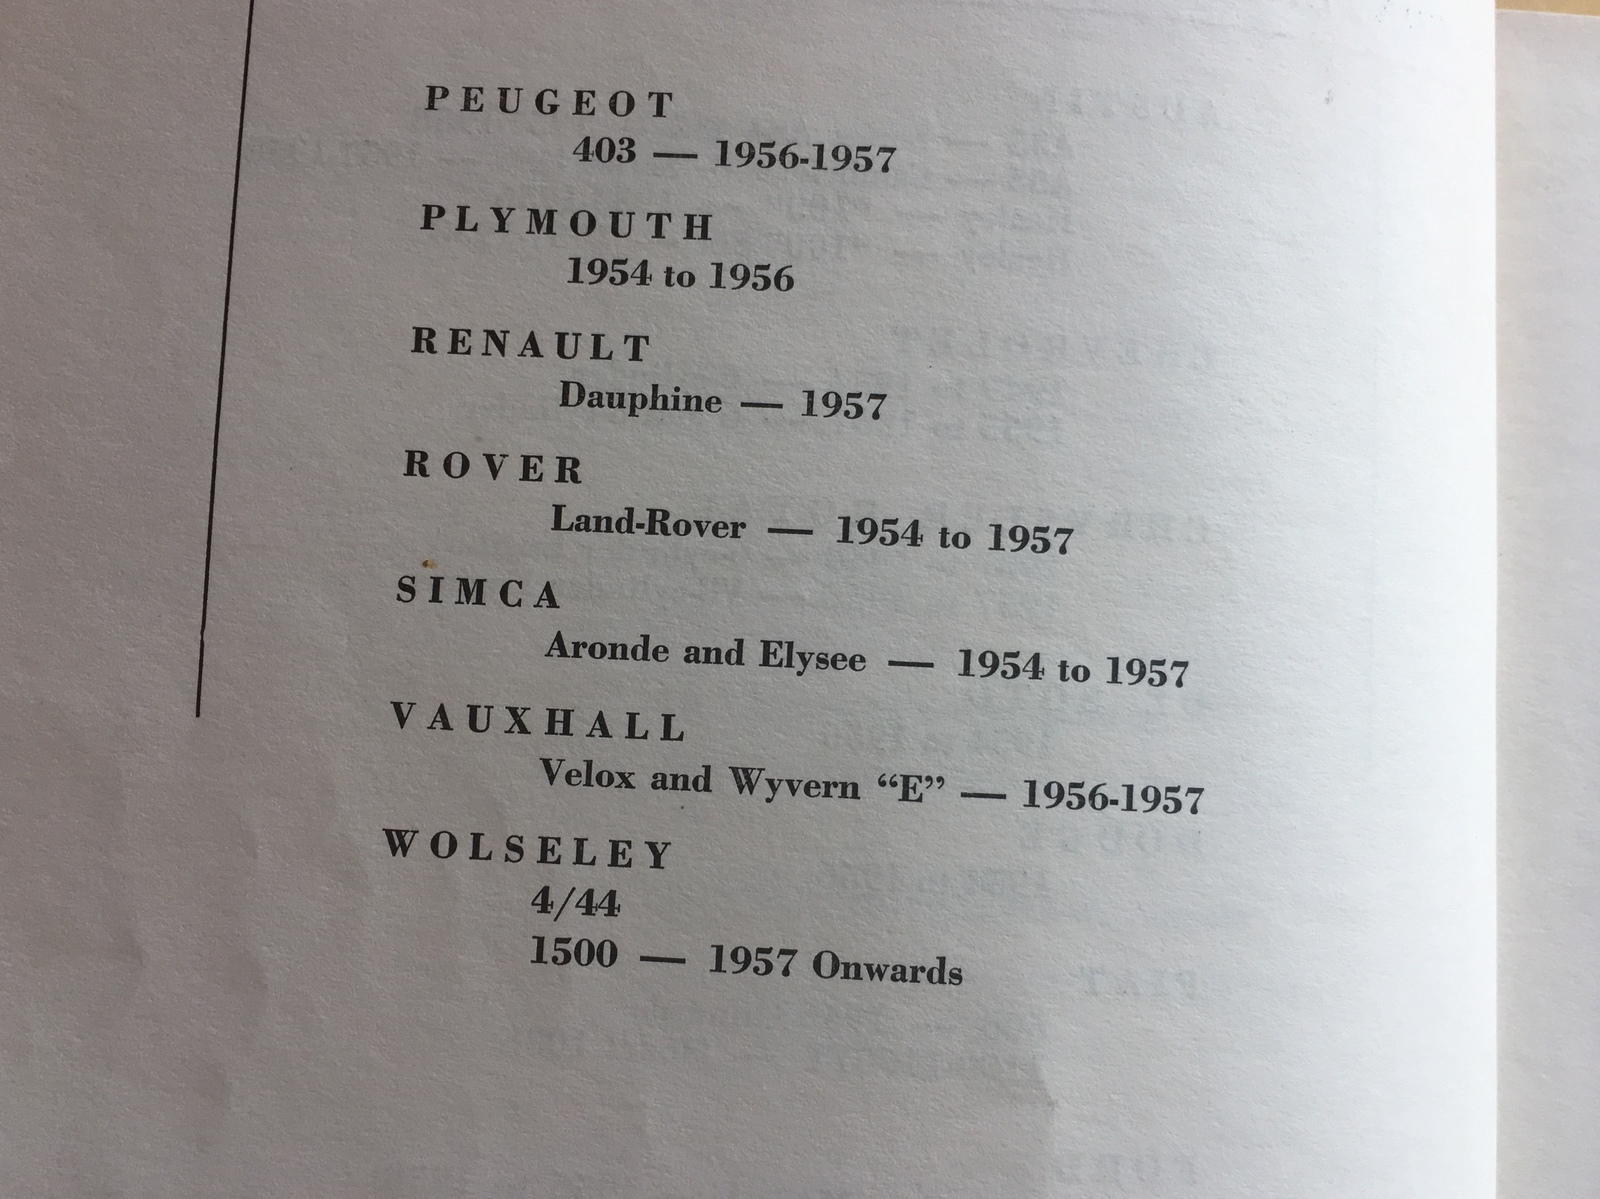 PEUGEOT
403 — 1956-1957
PLYMOUTH
1954 to 1956
RENAULT
Dauphine — 1957
ROVER
Land-Rover — 1954 to 1957
SIMCA
Aronde and Elysee — 1954 to 1957
VAUXHALL
Velox and Wyvern “E” — 1956-1957
WOLSELEY
4/44
1500 — 1957 Onwards